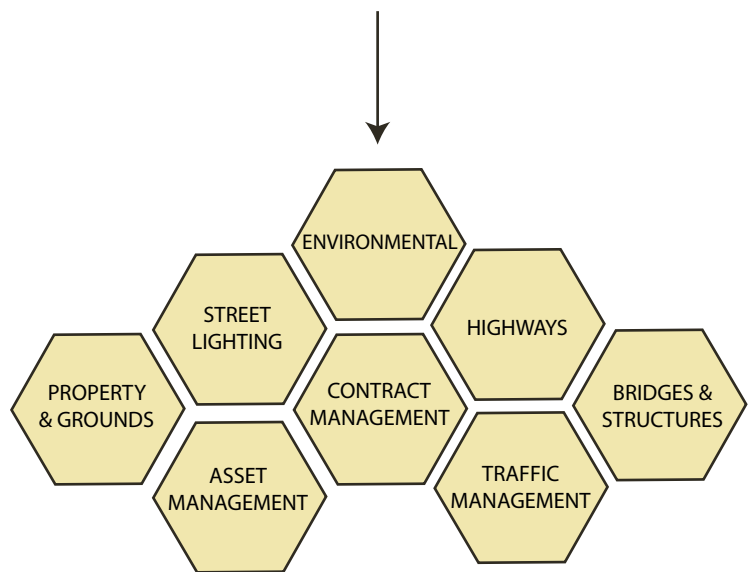 ENVIRONMENTAL
STREET
LIGHTING
HIGHWAYS
PROPERTY
& GROUNDS
CONTRACT
MANAGEMENT
BRIDGES &
STRUCTURES
ASSET
MANAGEMENT
TRAFFIC
MANAGEMENT